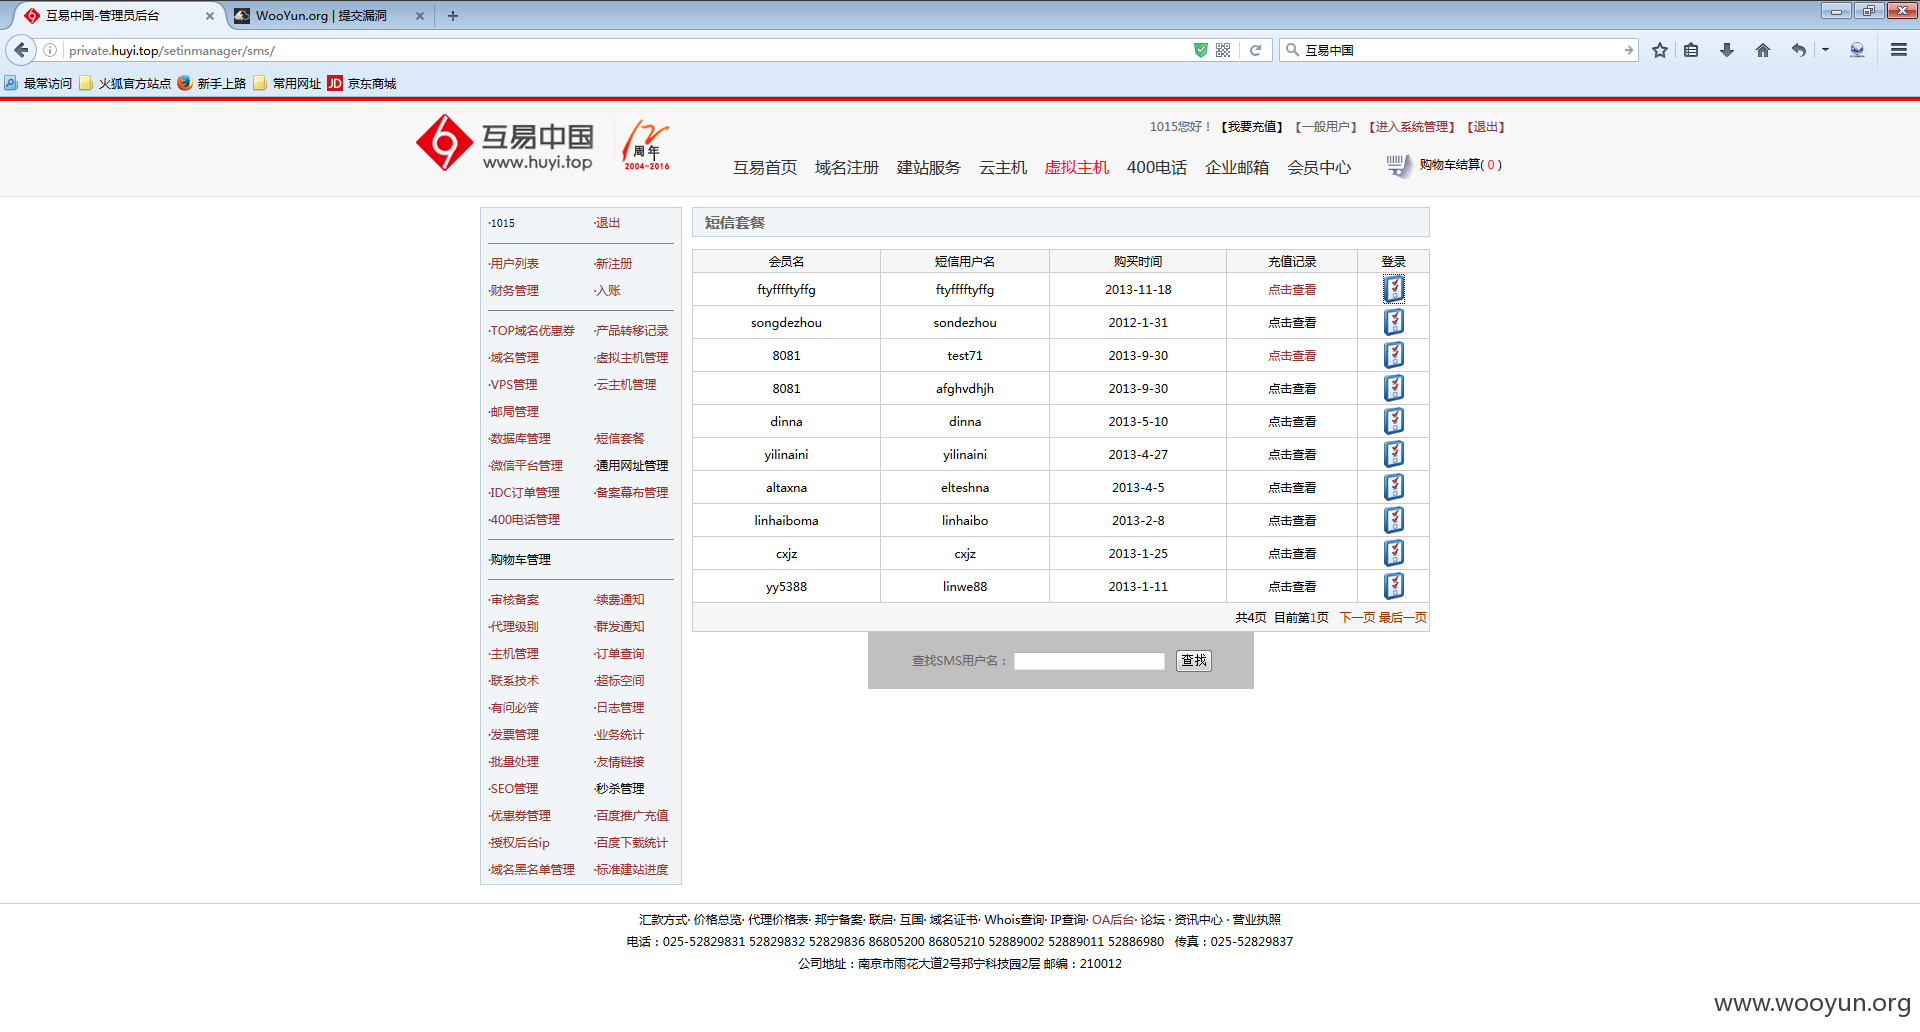 互易中国-管理员后台
WooYun.org | 提交漏洞
private.huyi.top/setinmanager/sms/
互易中国
最常访问 火狐官方站点 新手上路 常用网址 JD 京东商城
互易中国
www.huyi.top
12周年
2004-2016
1015您好！【我要充值】 【一般用户】 【进入系统管理】 【退出】
互易首页 域名注册 建站服务 云主机 虚拟主机 400电话 企业邮箱 会员中心
购物车结算( 0 )
·1015 ·退出
·用户列表 ·新注册
·财务管理 ·入账
·TOP域名优惠券 ·产品转移记录
·域名管理 ·虚拟主机管理
·VPS管理 ·云主机管理
·邮局管理
·数据库管理 ·短信套餐
·微信平台管理 ·通用网址管理
·IDC订单管理 ·备案幕布管理
·400电话管理
·购物车管理
·审核备案 ·续费通知
·代理级别 ·群发通知
·主机管理 ·订单查询
·联系技术 ·超标空间
·有问必答 ·日志管理
·发票管理 ·业务统计
·批量处理 ·友情链接
·SEO管理 ·秒杀管理
·优惠券管理 ·百度推广充值
·授权后台ip ·百度下载统计
·域名黑名单管理 ·标准建站进度
短信套餐
会员名 短信用户名 购买时间 充值记录 登录
ftyfffftyffg ftyfffftyffg 2013-11-18 点击查看
songdezhou sondezhou 2012-1-31 点击查看
8081 test71 2013-9-30 点击查看
8081 afghvdhjh 2013-9-30 点击查看
dinna dinna 2013-5-10 点击查看
yilinaini yilinaini 2013-4-27 点击查看
altaxna elteshna 2013-4-5 点击查看
linhaiboma linhaibo 2013-2-8 点击查看
cxjz cxjz 2013-1-25 点击查看
yy5388 linwe88 2013-1-11 点击查看
共4页 目前第1页 下一页 最后一页
查找SMS用户名： 查找
汇款方式· 价格总览· 代理价格表· 邦宁备案· 联启· 互国· 域名证书· Whois查询· IP查询· OA后台· 论坛 · 资讯中心 · 营业执照
电话：025-52829831 52829832 52829836 86805200 86805210 52889002 52889011 52886980 传真：025-52829837
公司地址：南京市雨花大道2号邦宁科技园2层 邮编：210012
www.wooyun.org